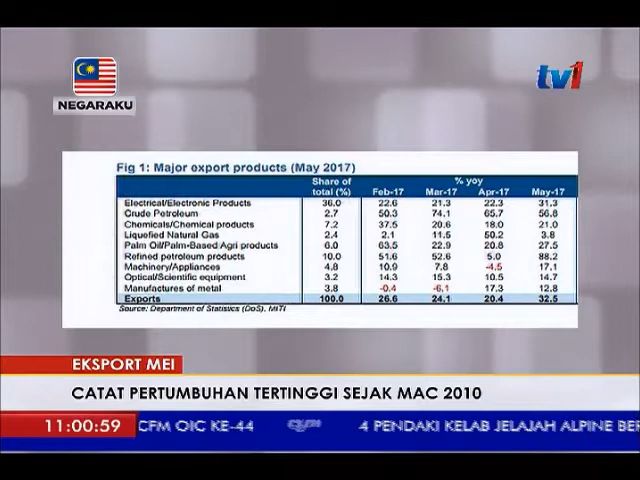 NEGARAKU
tv1
Fig 1: Major export products (May 2017)
Share of total (%) % yoy
Feb-17 Mar-17 Apr-17 May-17
Electrical/Electronic Products 36.0 22.6 21.3 22.3 31.3
Crude Petroleum 2.7 50.3 74.1 65.7 56.8
Chemicals/Chemical products 7.2 37.5 20.6 18.0 21.0
Liquefied Natural Gas 2.4 2.1 11.5 50.2 3.8
Palm Oil/Palm-Based Agri products 6.0 63.5 22.9 20.8 27.5
Refined petroleum products 10.0 51.6 52.6 5.0 88.2
Machinery/Appliances 4.8 10.9 7.8 -4.5 17.1
Optical/Scientific equipment 3.2 14.3 15.3 10.5 14.7
Manufactures of metal 3.8 -0.4 -6.1 17.3 12.8
Exports 100.0 26.6 24.1 20.4 32.5
Source: Department of Statistics (DoS), MITI
EKSPORT MEI
CATAT PERTUMBUHAN TERTINGGI SEJAK MAC 2010
11:00:59 CFM OIC KE-44 4 PENDAKI KELAB JELAJAH ALPINE BER